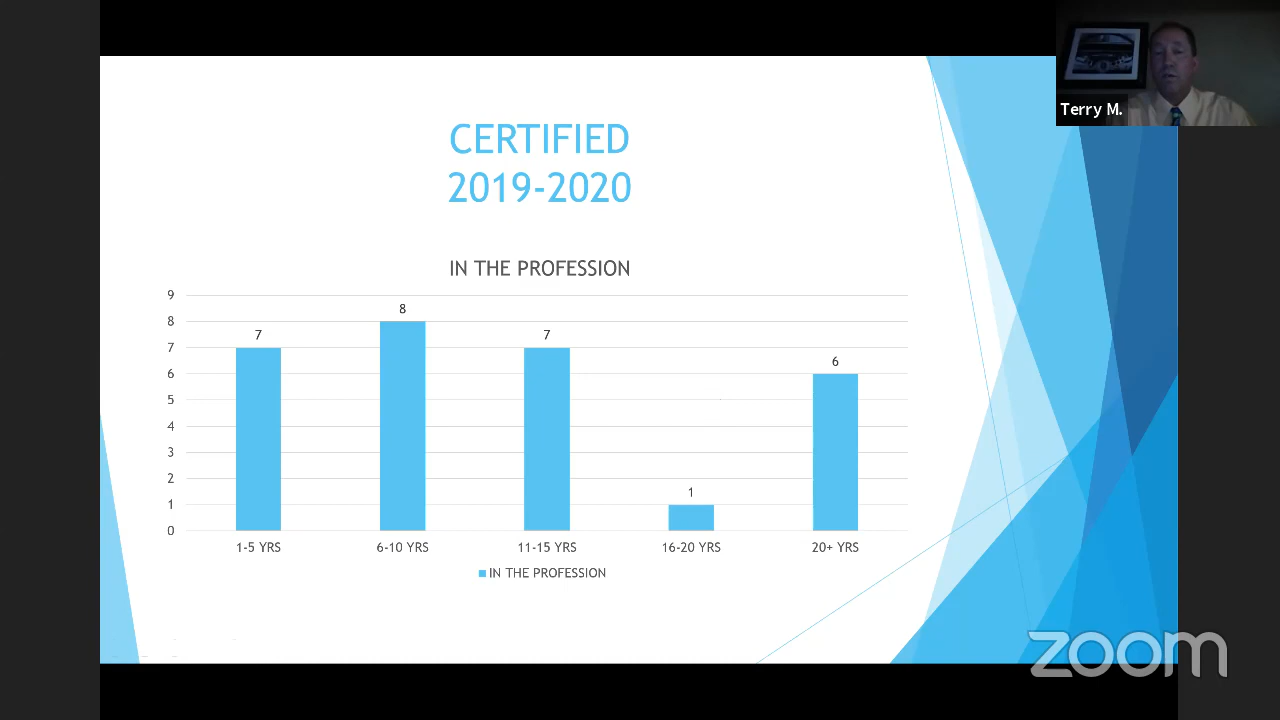 Terry M.
CERTIFIED
2019-2020
IN THE PROFESSION
9
8
7
6
5
4
3
2
1
0
7
8
7
1
6
1-5 YRS
6-10 YRS
11-15 YRS
16-20 YRS
20+ YRS
IN THE PROFESSION
zoom